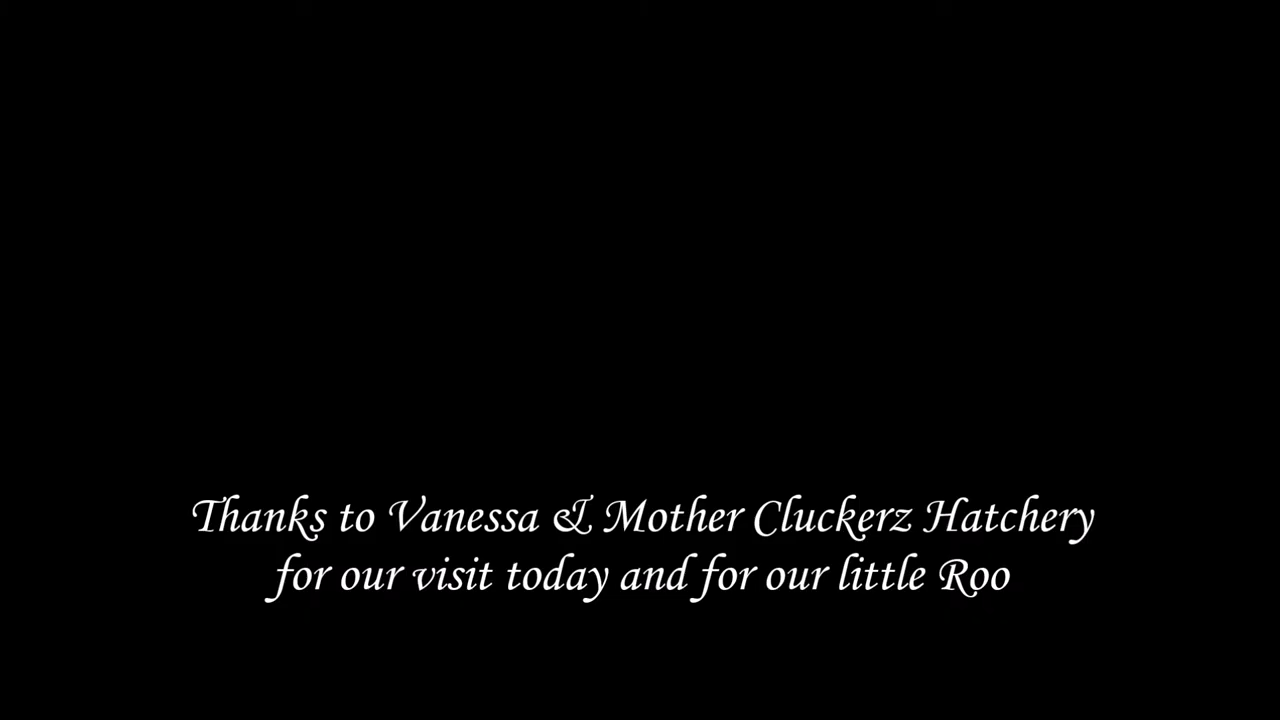 Thanks to Vanessa & Mother Cluckerz Hatchery
for our visit today and for our little Roo